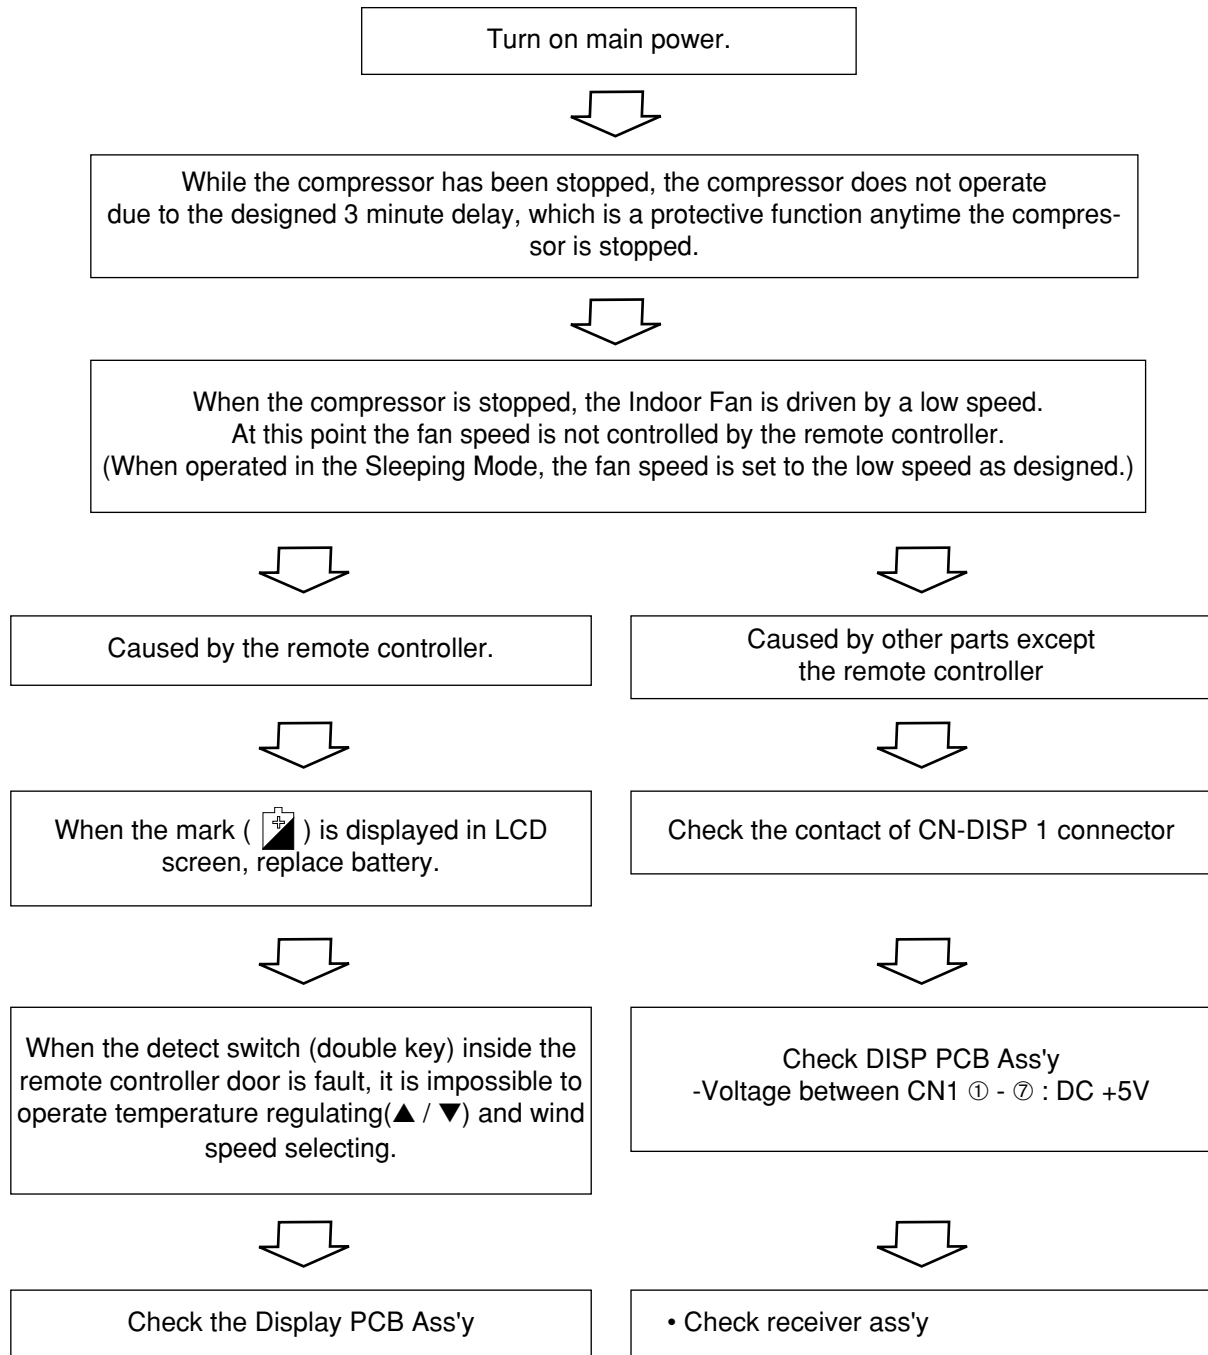 Turn on main power.
While the compressor has been stopped, the compressor does not operate
due to the designed 3 minute delay, which is a protective function anytime the compres-
sor is stopped.
When the compressor is stopped, the Indoor Fan is driven by a low speed.
At this point the fan speed is not controlled by the remote controller.
(When operated in the Sleeping Mode, the fan speed is set to the low speed as designed.)
Caused by the remote controller.
When the mark ( ) is displayed in LCD
screen, replace battery.
When the detect switch (double key) inside the
remote controller door is fault, it is impossible to
operate temperature regulating(▲ / ▼) and wind
speed selecting.
Check the Display PCB Ass'y
Caused by other parts except
the remote controller
Check the contact of CN-DISP 1 connector
Check DISP PCB Ass'y
-Voltage between CN1 ① - ⑦ : DC +5V
• Check receiver ass'y